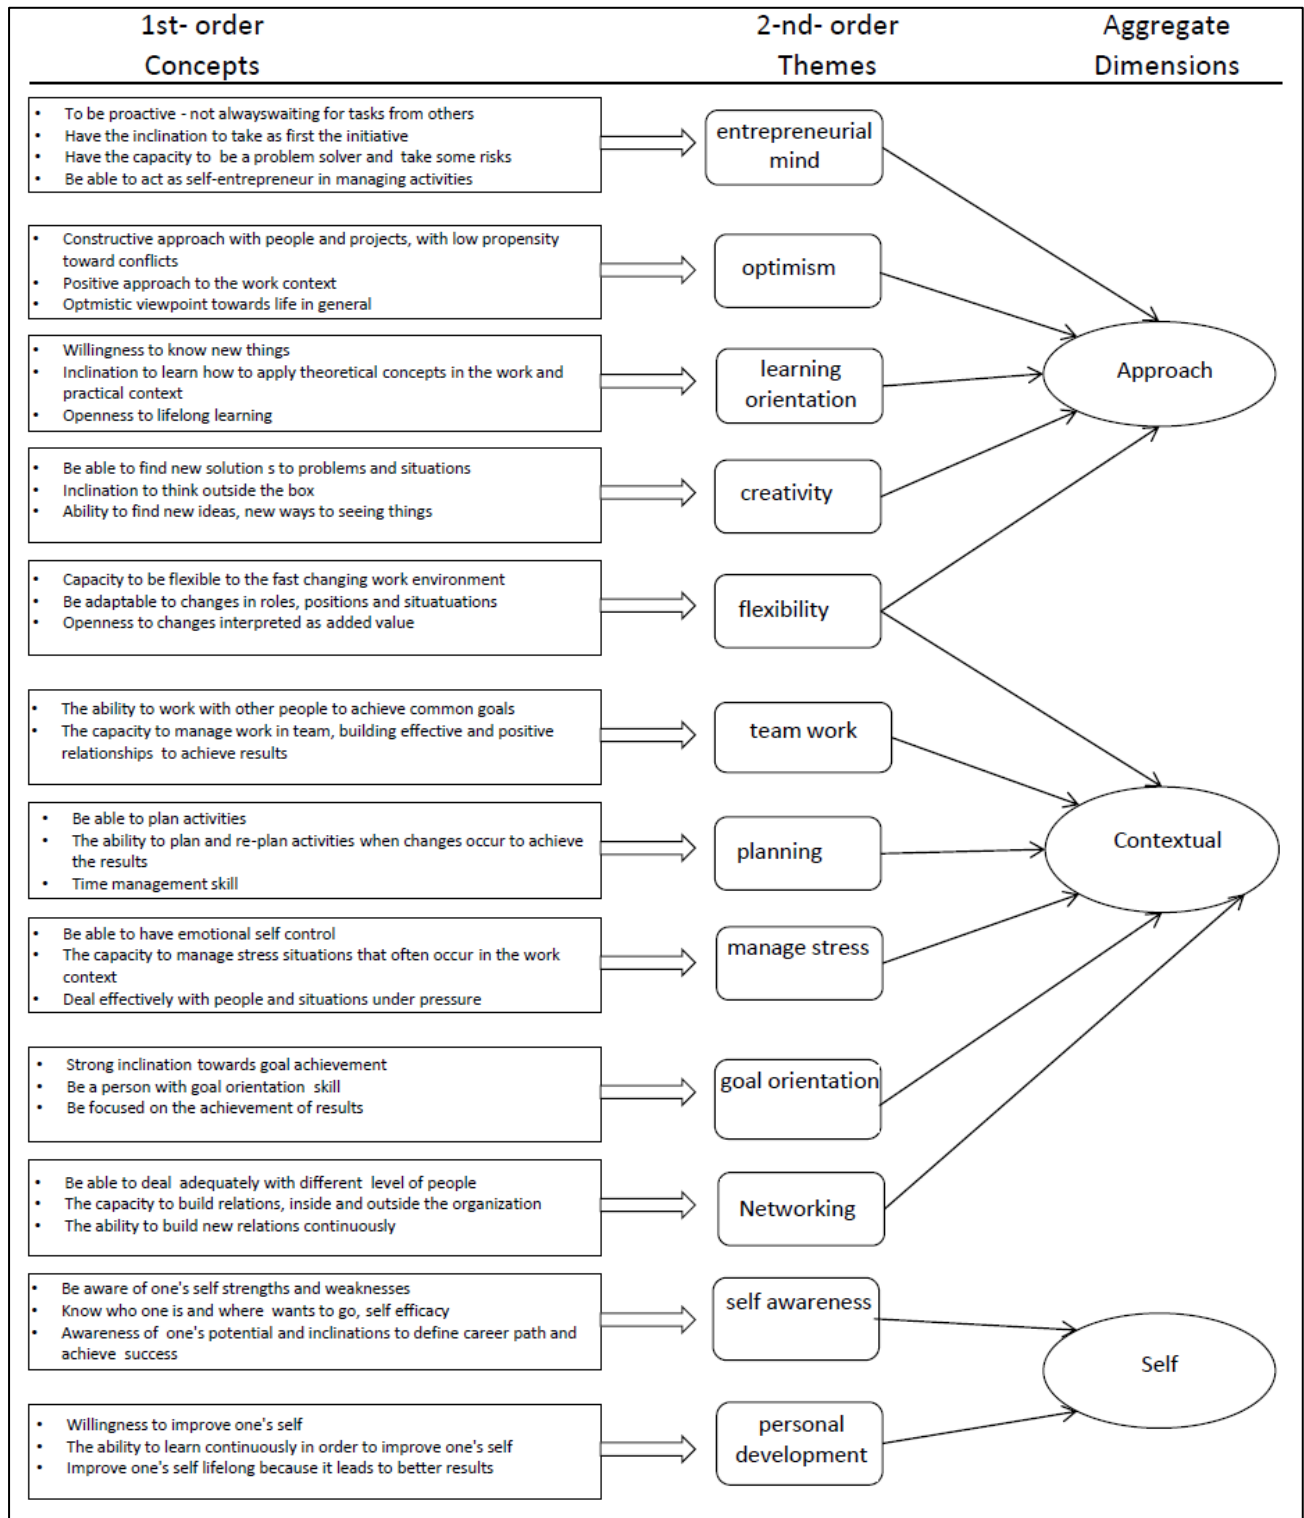 1st- order
Concepts
2-nd- order
Themes
Aggregate
Dimensions
• To be proactive - not alwayswaiting for tasks from others
• Have the inclination to take as first the initiative
• Have the capacity to be a problem solver and take some risks
• Be able to act as self-entrepreneur in managing activities
entrepreneurial
mind
• Constructive approach with people and projects, with low propensity
toward conflicts
• Positive approach to the work context
• Optmistic viewpoint towards life in general
optimism
• Willingness to know new things
• Inclination to learn how to apply theoretical concepts in the work and
practical context
• Openness to lifelong learning
learning
orientation
Approach
• Be able to find new solution s to problems and situations
• Inclination to think outside the box
• Ability to find new ideas, new ways to seeing things
creativity
• Capacity to be flexible to the fast changing work environment
• Be adaptable to changes in roles, positions and situatuations
• Openness to changes interpreted as added value
flexibility
• The ability to work with other people to achieve common goals
• The capacity to manage work in team, building effective and positive
relationships to achieve results
team work
• Be able to plan activities
• The ability to plan and re-plan activities when changes occur to achieve
the results
• Time management skill
planning
Contextual
• Be able to have emotional self control
• The capacity to manage stress situations that often occur in the work
context
• Deal effectively with people and situations under pressure
manage stress
• Strong inclination towards goal achievement
• Be a person with goal orientation skill
• Be focused on the achievement of results
goal orientation
• Be able to deal adequately with different level of people
• The capacity to build relations, inside and outside the organization
• The ability to build new relations continuously
Networking
• Be aware of one's self strengths and weaknesses
• Know who one is and where wants to go, self efficacy
• Awareness of one's potential and inclinations to define career path and
achieve success
self awareness
Self
• Willingness to improve one's self
• The ability to learn continuously in order to improve one's self
• Improve one's self lifelong because it leads to better results
personal
development